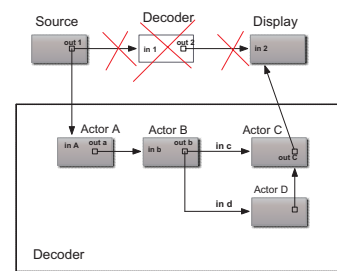 Source
Decoder
Display
out 1
in 1
out 2
in 2
Actor A
Actor B
Actor C
in A
out a
in b
out b
in c
out C
Actor D
in d
Decoder